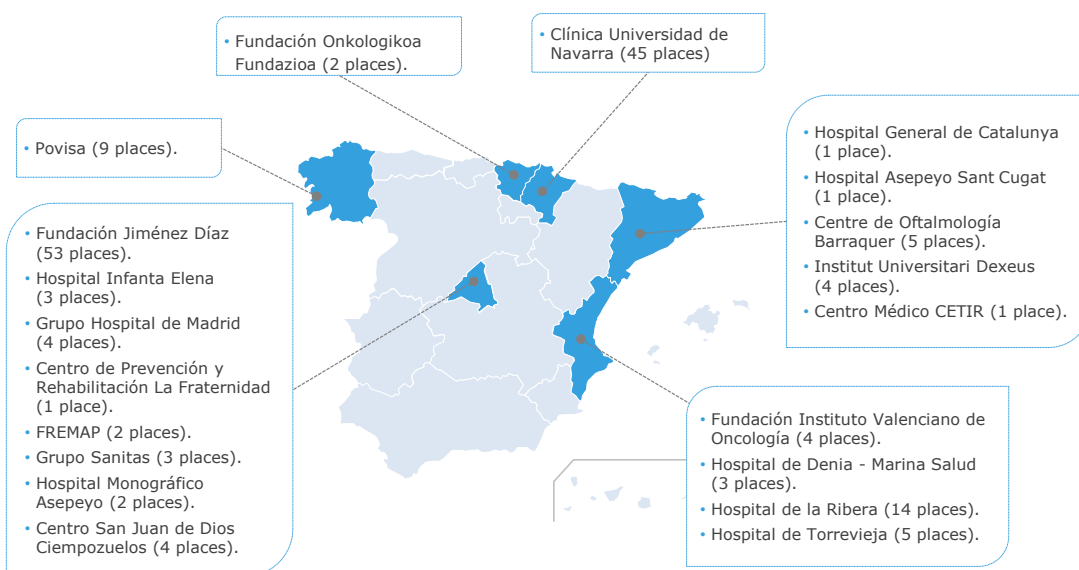 • Fundación Onkologikoa
Fundazioa (2 places).
• Clínica Universidad de
Navarra (45 places)
• Povisa (9 places).
• Hospital General de Catalunya
(1 place).
• Hospital Asepeyo Sant Cugat
(1 place).
• Centre de Oftalmología
Barraquer (5 places).
• Institut Universitari Dexeus
(4 places).
• Centro Médico CETIR (1 place).
• Fundación Jiménez Díaz
(53 places).
• Hospital Infanta Elena
(3 places).
• Grupo Hospital de Madrid
(4 places).
• Centro de Prevención y
Rehabilitación La Fraternidad
(1 place).
• FREMAP (2 places).
• Grupo Sanitas (3 places).
• Hospital Monográfico
Asepeyo (2 places).
• Centro San Juan de Dios
Ciempozuelos (4 places).
• Fundación Instituto Valenciano de
Oncología (4 places).
• Hospital de Denia - Marina Salud
(3 places).
• Hospital de la Ribera (14 places).
• Hospital de Torrevieja (5 places).